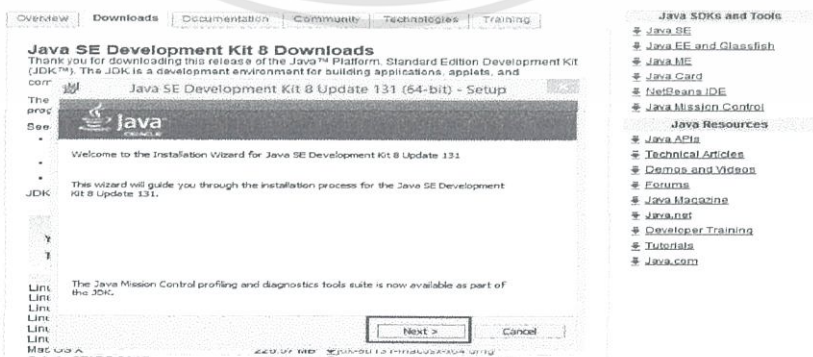 Overview Downloads Documentation Community Technologies Training
Java SE Development Kit 8 Downloads
Thank you for downloading this release of the Java™ Platform, Standard Edition Development Kit
(JDK™). The JDK is a development environment for building applications, applets, and
The
See
JDK
Java SE Development Kit 8 Update 131 (64-bit) - Setup
Java
ORACLE
Welcome to the Installation Wizard for Java SE Development Kit 8 Update 131
This wizard will guide you through the installation process for the Java SE Development
Kit 8 Update 131.
The Java Mission Control profiling and diagnostics tools suite is now available as part of
the JDK.
Next > Cancel
Java SDKs and Tools
Java SE
Java EE and Glassfish
Java ME
Java Card
NetBeans IDE
Java Mission Control
Java Resources
Java APIs
Technical Articles
Demos and Videos
Forums
Java Magazine
Java.net
Developer Training
Tutorials
Java.com